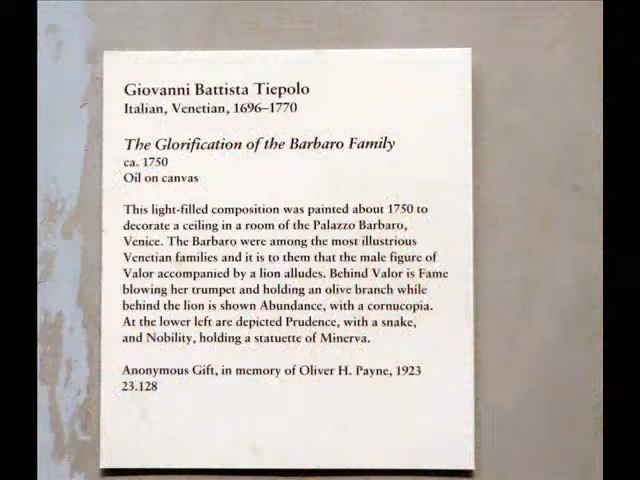 Giovanni Battista Tiepolo
Italian, Venetian, 1696–1770
The Glorification of the Barbaro Family
ca. 1750
Oil on canvas
This light-filled composition was painted about 1750 to
decorate a ceiling in a room of the Palazzo Barbaro,
Venice. The Barbaro were among the most illustrious
Venetian families and it is to them that the male figure of
Valor accompanied by a lion alludes. Behind Valor is Fame
blowing her trumpet and holding an olive branch while
behind the lion is shown Abundance, with a cornucopia.
At the lower left are depicted Prudence, with a snake,
and Nobility, holding a statuette of Minerva.
Anonymous Gift, in memory of Oliver H. Payne, 1923
23.128